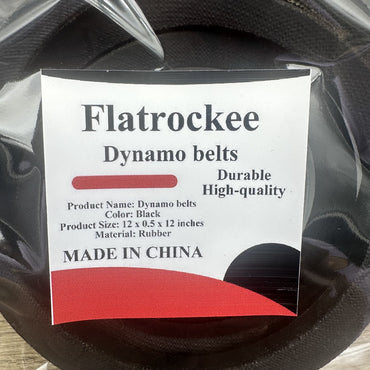 Flatrockee
Dynamo belts
Durable
High-quality
Product Name: Dynamo belts
Color: Black
Product Size: 12 x 0.5 x 12 inches
Material: Rubber
MADE IN CHINA